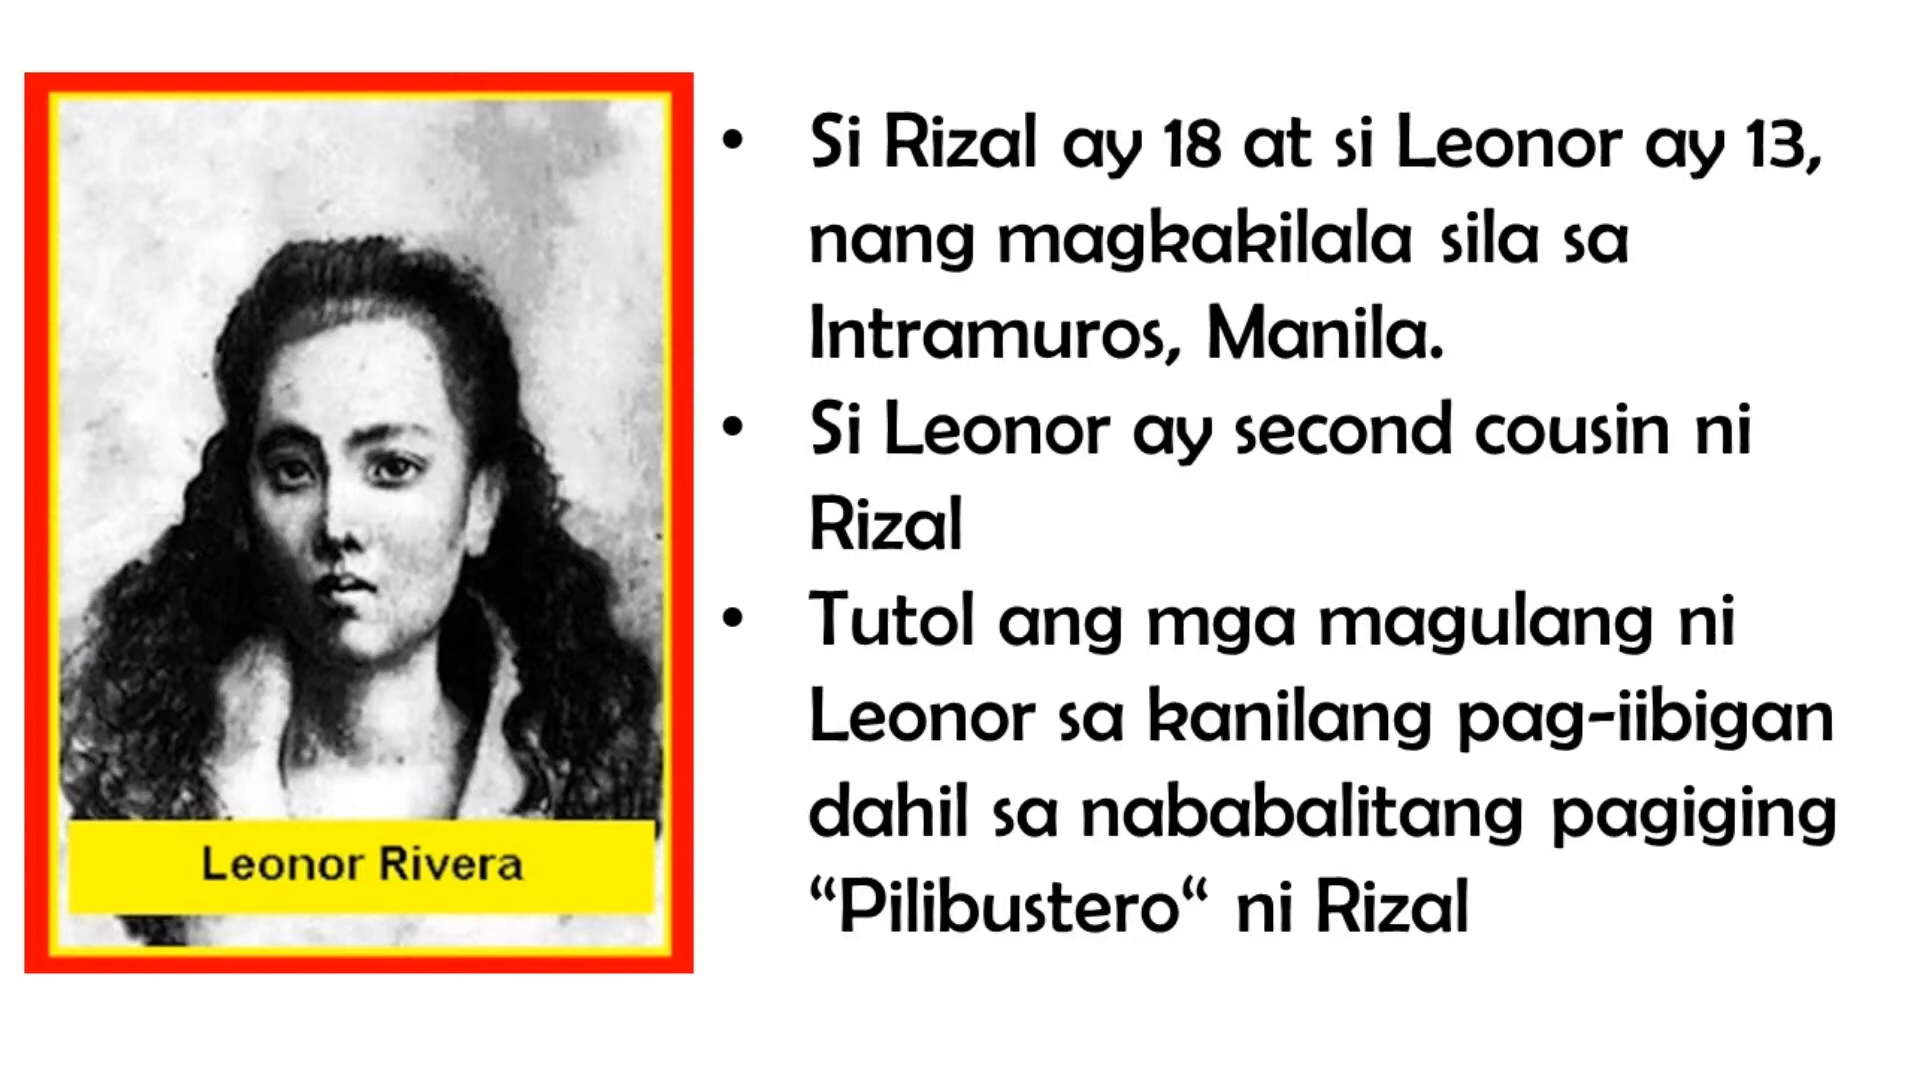 • Si Rizal ay 18 at si Leonor ay 13,
nang magkakilala sila sa
Intramuros, Manila.
• Si Leonor ay second cousin ni
Rizal
• Tutol ang mga magulang ni
Leonor sa kanilang pag-iibigan
dahil sa nababalitang pagiging
“Pilibustero“ ni Rizal
Leonor Rivera